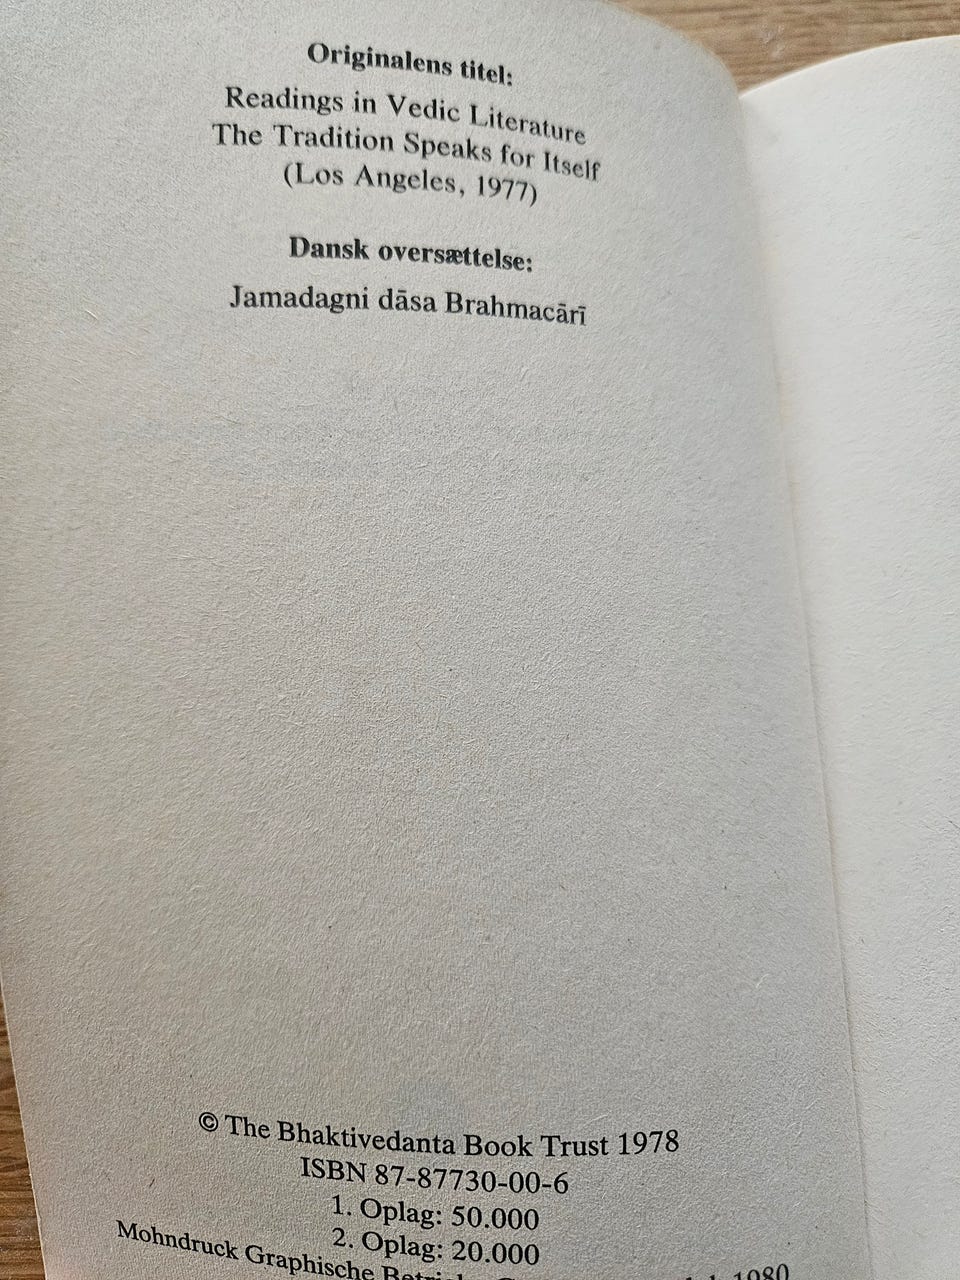 Originalens titel:
Readings in Vedic Literature
The Tradition Speaks for Itself
(Los Angeles, 1977)
Dansk oversættelse:
Jamadagni dāsa Brahmacārī
© The Bhaktivedanta Book Trust 1978
ISBN 87-87730-00-6
1. Oplag: 50.000
2. Oplag: 20.000
Mohndruck Graphische 1980